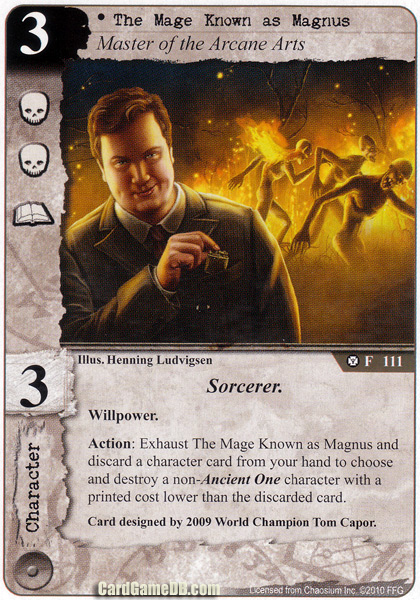 3
• The Mage Known as Magnus
Master of the Arcane Arts
Illus. Henning Ludvigsen
F 111
3
Sorcerer.
Willpower.
Action: Exhaust The Mage Known as Magnus and
discard a character card from your hand to choose
and destroy a non-Ancient One character with a
printed cost lower than the discarded card.
Card designed by 2009 World Champion Tom Capor.
Character
CardGameDB.com
Licensed from Chaosium Inc. ©2010 FFG